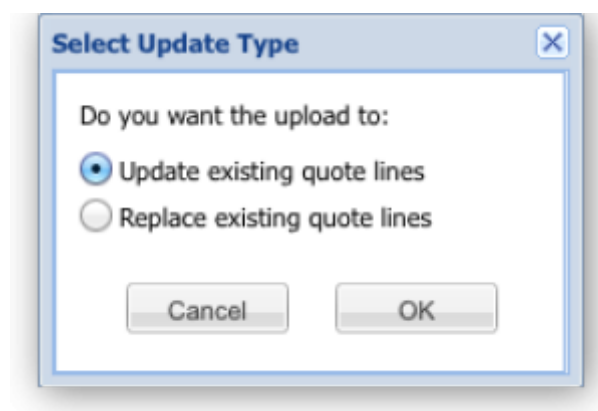 Select Update Type
Do you want the upload to:
Update existing quote lines
Replace existing quote lines
Cancel OK